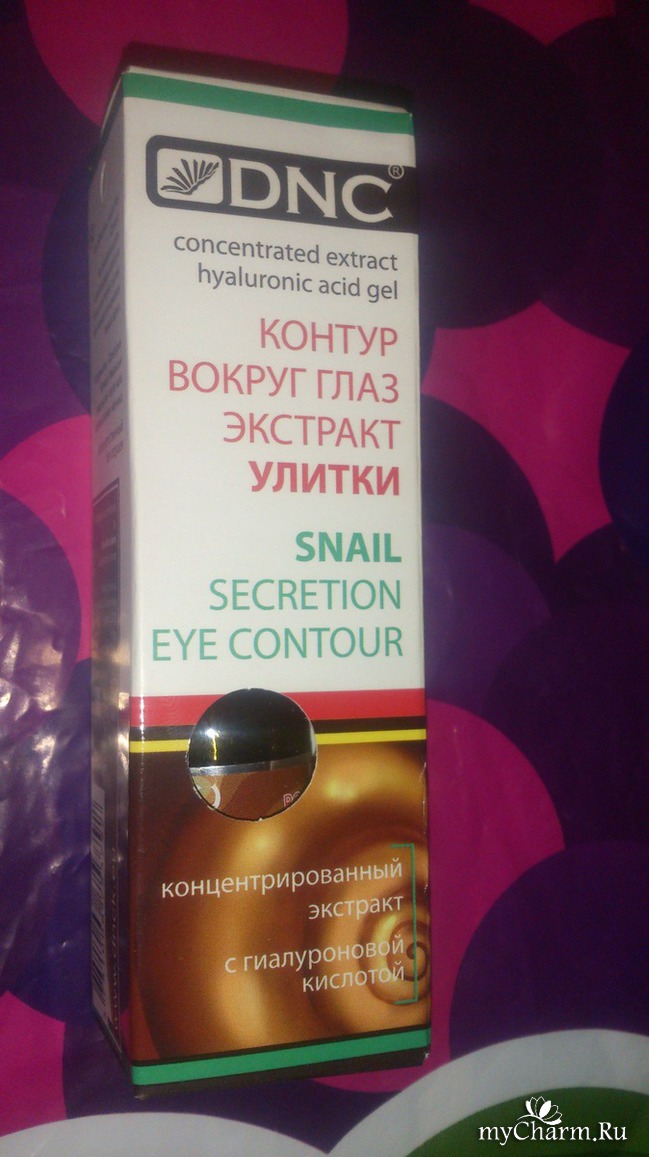 DNC®
concentrated extract
hyaluronic acid gel
КОНТУР
ВОКРУГ ГЛАЗ
ЭКСТРАКТ
УЛИТКИ
SNAIL
SECRETION
EYE CONTOUR
концентрированный
экстракт
с гиалуроновой
кислотой
myCharm.Ru